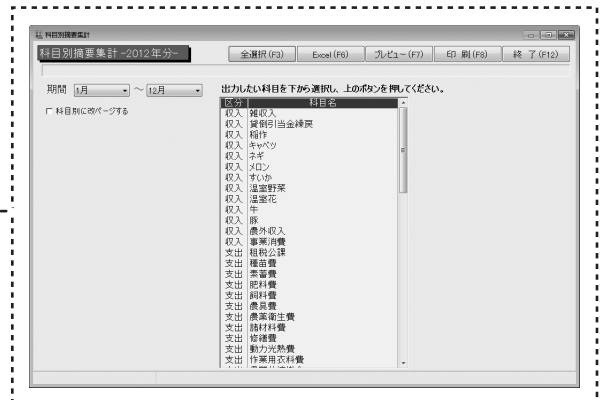 科目別摘要集計
科目別摘要集計-2012年分-
全選択(F3) Excel(F6) プレビュー(F7) 印 刷(F8) 終 了(F12)
期間 1月 ～ 12月
出力したい科目を下から選択し、上のボタンを押してください。
科目別に改ページする
区分 科目名
収入 雑収入
収入 貸倒引当金繰戻
収入 稲作
収入 キャベツ
収入 ネギ
収入 メロン
収入 すいか
収入 温室野菜
収入 温室花
収入 牛
収入 豚
収入 農外収入
収入 事業消費
支出 租税公課
支出 種苗費
支出 素畜費
支出 肥料費
支出 飼料費
支出 農具費
支出 農薬衛生費
支出 諸材料費
支出 修繕費
支出 動力光熱費
支出 作業用衣料費